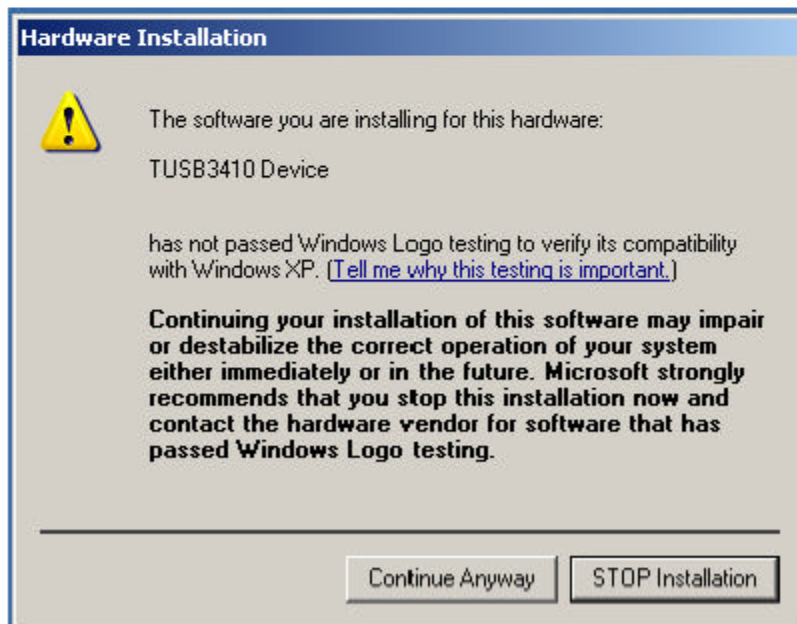 Hardware Installation
The software you are installing for this hardware:
TUSB3410 Device
has not passed Windows Logo testing to verify its compatibility
with Windows XP. (Tell me why this testing is important.)
Continuing your installation of this software may impair
or destabilize the correct operation of your system
either immediately or in the future. Microsoft strongly
recommends that you stop this installation now and
contact the hardware vendor for software that has
passed Windows Logo testing.
Continue Anyway
STOP Installation